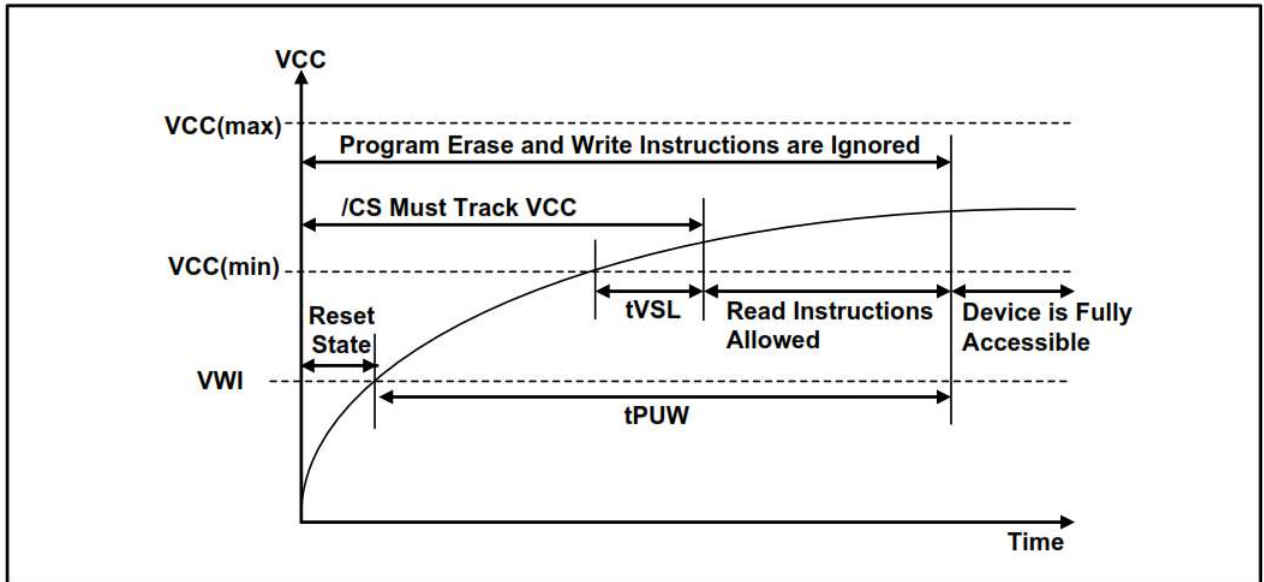 VCC
VCC(max)
Program Erase and Write Instructions are Ignored
/CS Must Track VCC
VCC(min)
Reset
State
tVSL
Read Instructions
Allowed
Device is Fully
Accessible
VWI
tPUW
Time